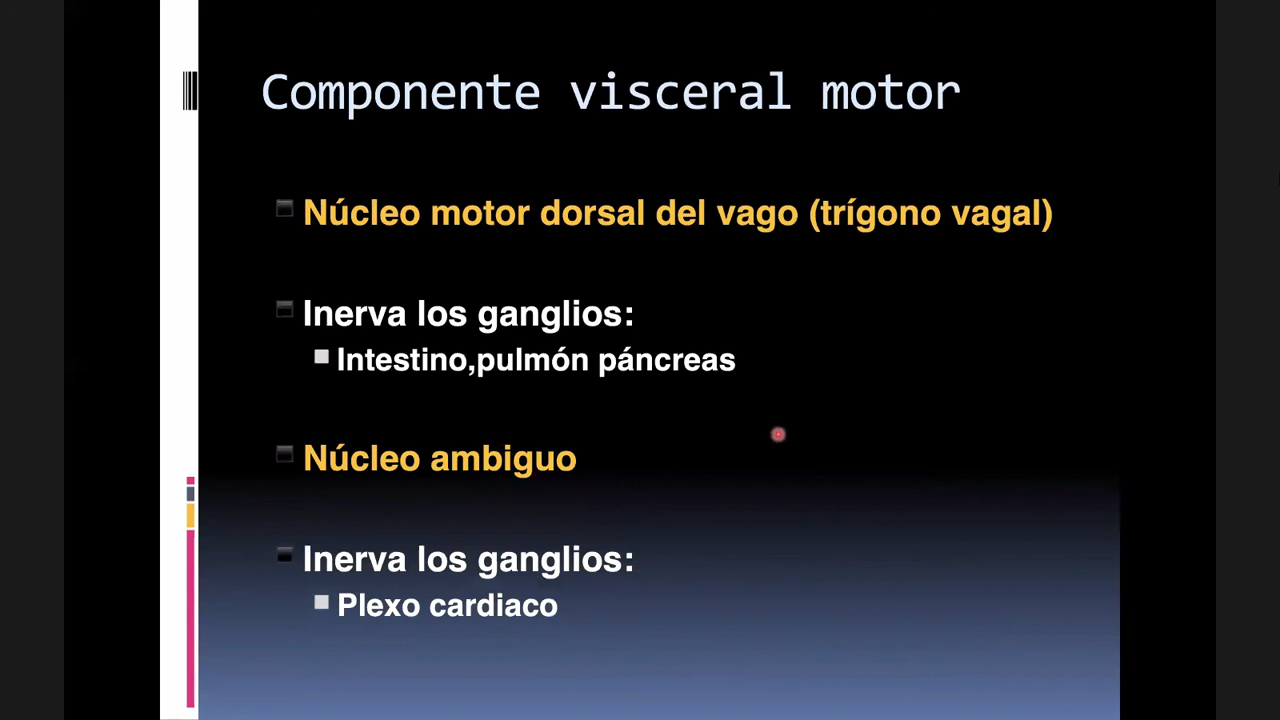 Componente visceral motor
Núcleo motor dorsal del vago (trígono vagal)
Inerva los ganglios:
Intestino,pulmón páncreas
Núcleo ambiguo
Inerva los ganglios:
Plexo cardiaco